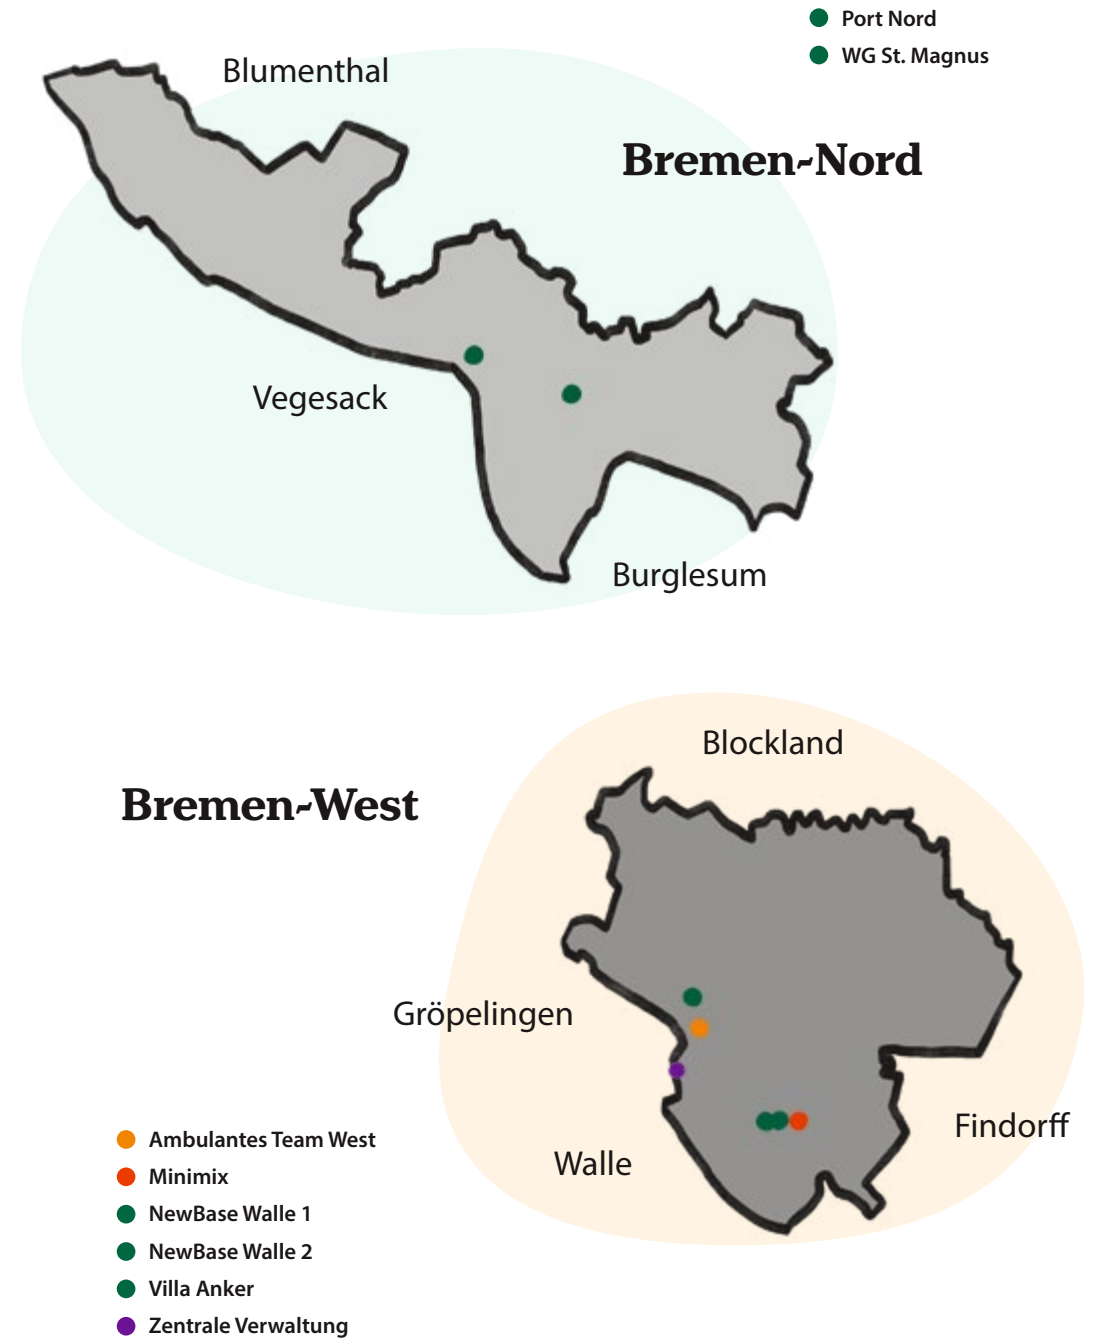 Port Nord
WG St. Magnus
Blumenthal
Bremen-Nord
Vegesack
Burglesum
Blockland
Bremen-West
Gröpelingen
Findorff
Walle
Ambulantes Team West
Minimix
NewBase Walle 1
NewBase Walle 2
Villa Anker
Zentrale Verwaltung